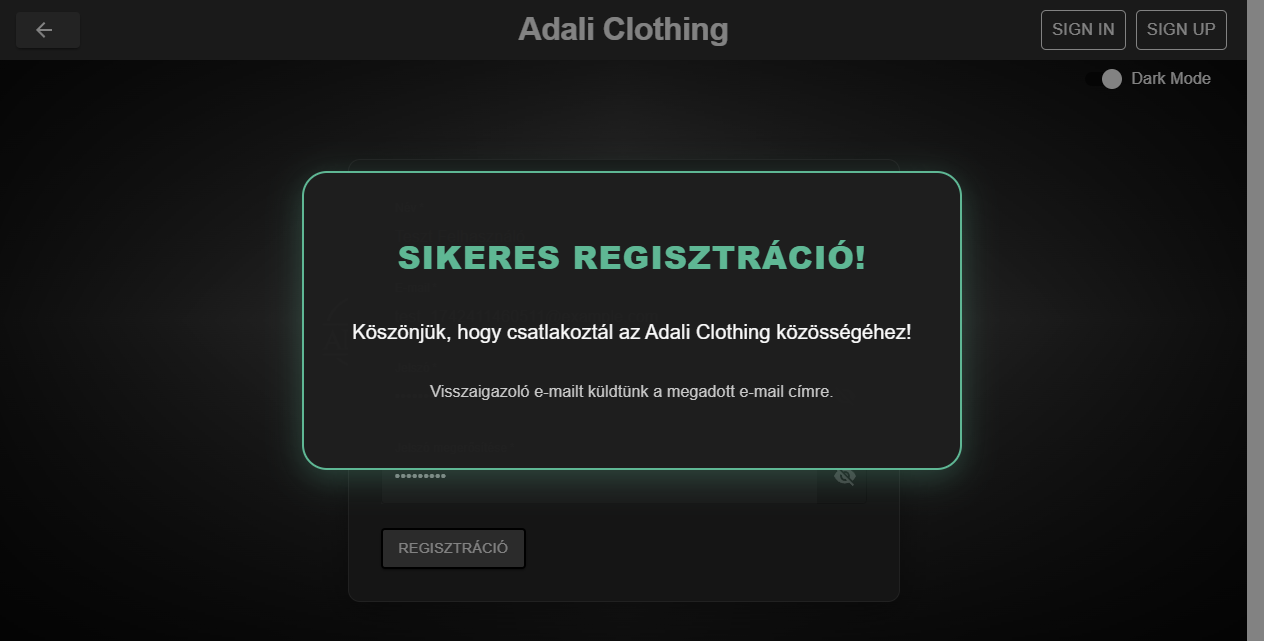 Adali Clothing
SIGN IN
SIGN UP
Dark Mode
SIKERES REGISZTRÁCIÓ!
Köszönjük, hogy csatlakoztál az Adali Clothing közösségéhez!
Visszaigazoló e-mailt küldtünk a megadott e-mail címre.
•••••••••
REGISZTRÁCIÓ